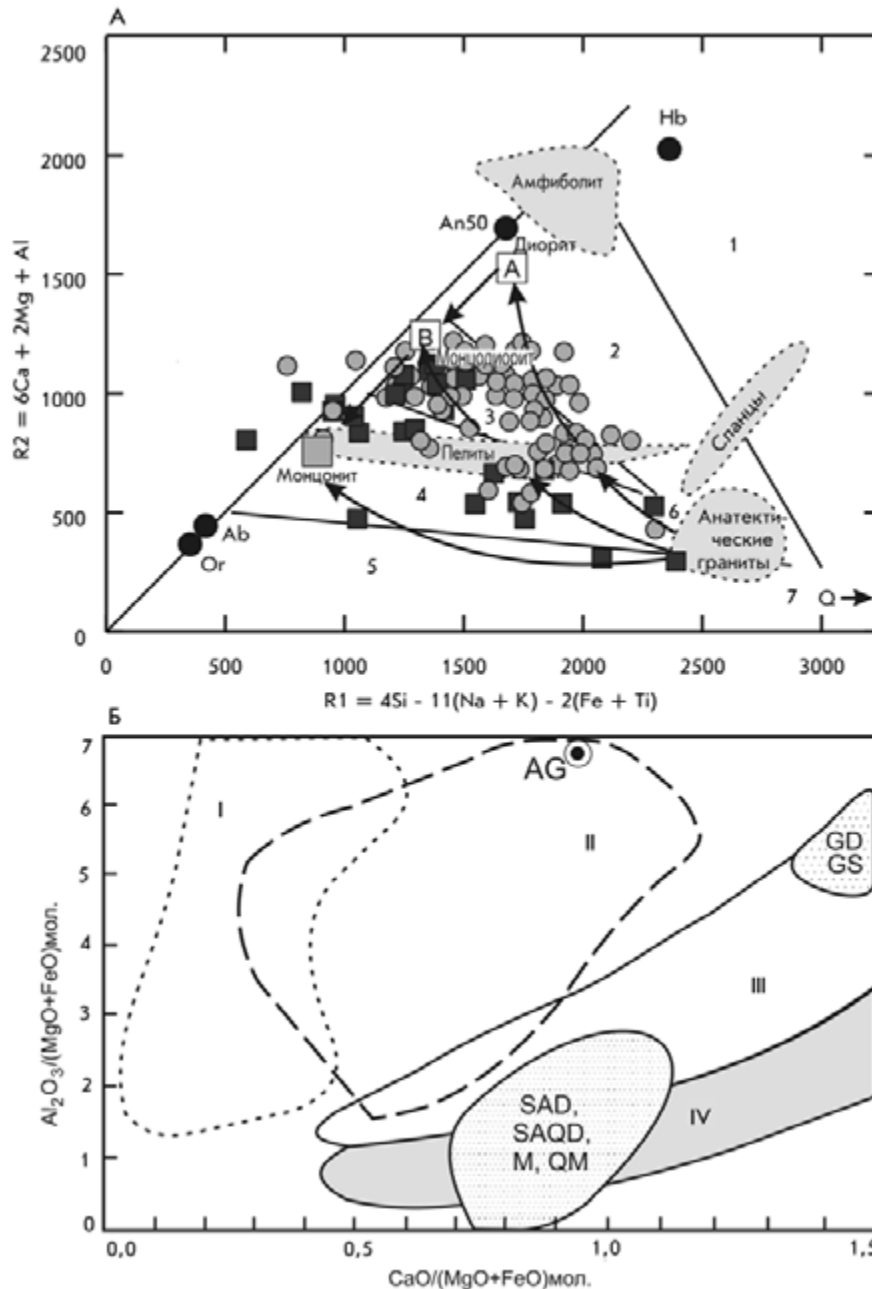 А
2500
2000
1500
1000
500
0
R2 = 6Ca + 2Mg + Al
Hb
Амфиболит
An50
Диорит
A
1
B
2
Монцодиорит
3
Сланцы
Пелиты
Монцонит
4
6
Анатекти-
ческие
граниты
Ab
Or
5
7
Q
0
500
1000
1500
2000
2500
3000
R1 = 4Si - 11(Na + K) - 2(Fe + Ti)
Б
7
6
5
4
3
2
1
0
Al₂O₃/(MgO+FeO)мол.
I
AG
II
GD
GS
III
SAD,
SAQD,
M, QM
IV
0,0
0,5
1,0
1,5
CaO/(MgO+FeO)мол.